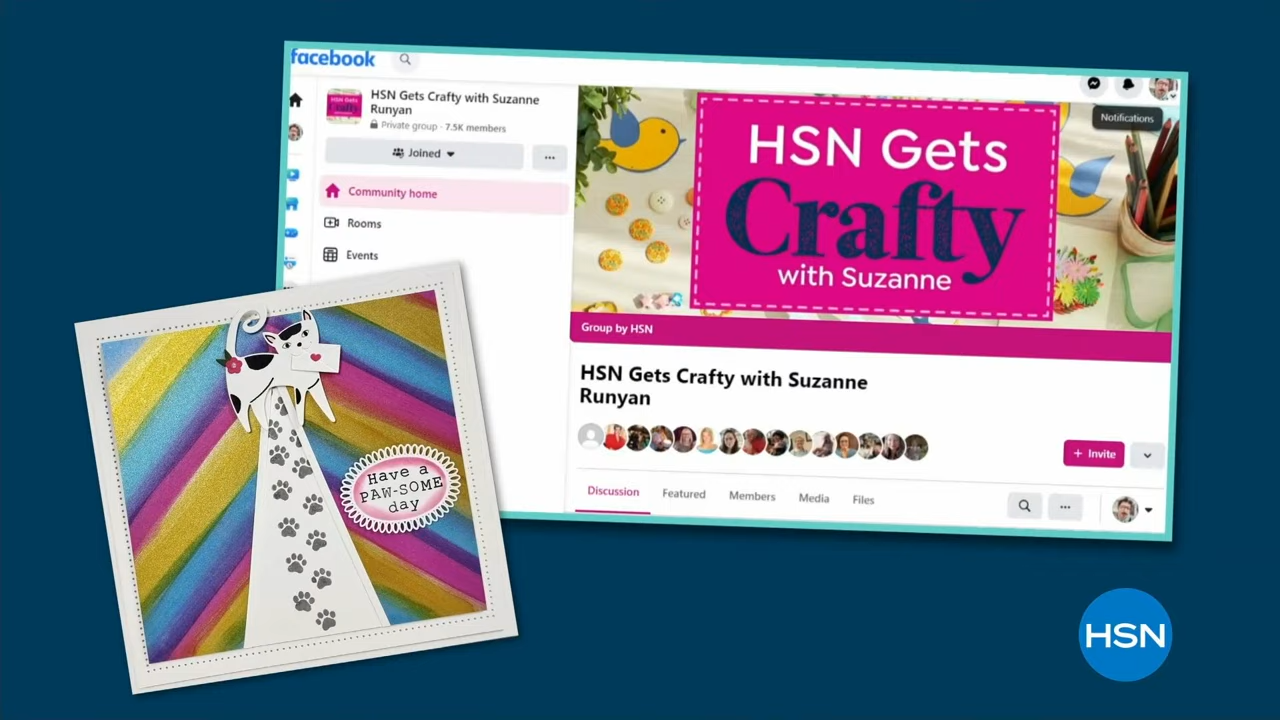 facebook
HSN Gets Crafty with Suzanne
Runyan
Private group · 7.5K members
Joined
Community home
Rooms
Events
Notifications
HSN Gets
Crafty
with Suzanne
Group by HSN
HSN Gets Crafty with Suzanne
Runyan
+ Invite
Discussion
Featured
Members
Media
Files
Have a
PAW-SOME
day
HSN